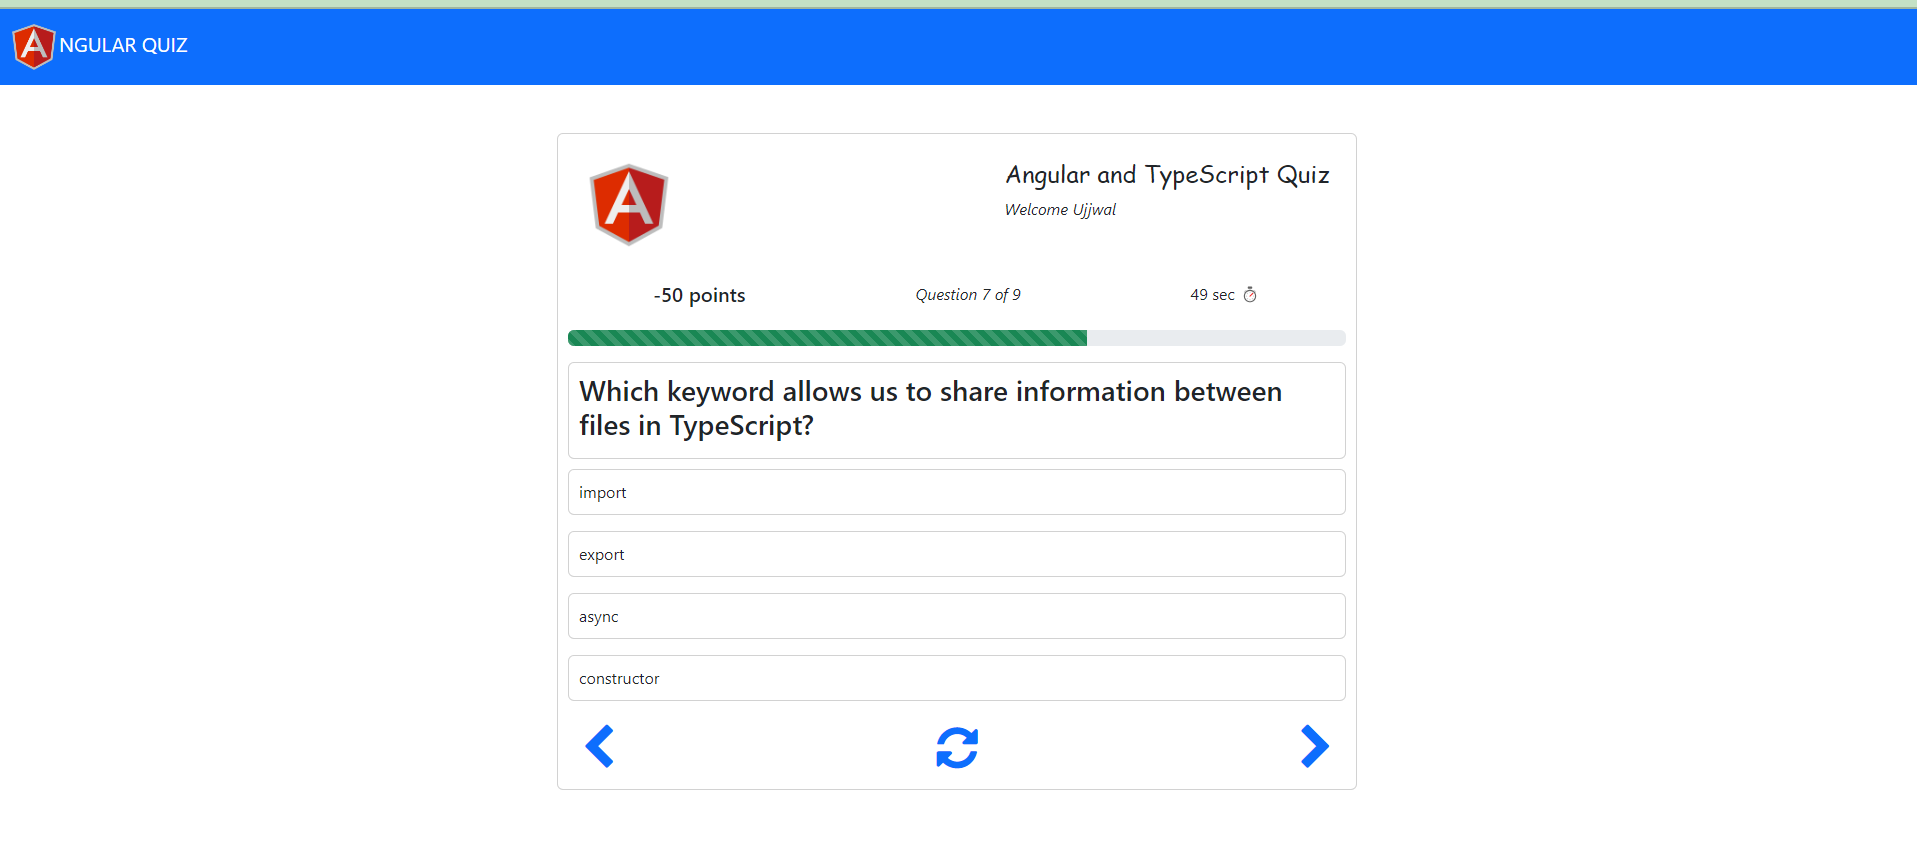 NGULAR QUIZ
Angular and TypeScript Quiz
Welcome Ujjwal
-50 points
Question 7 of 9
49 sec
Which keyword allows us to share information between
files in TypeScript?
import
export
async
constructor